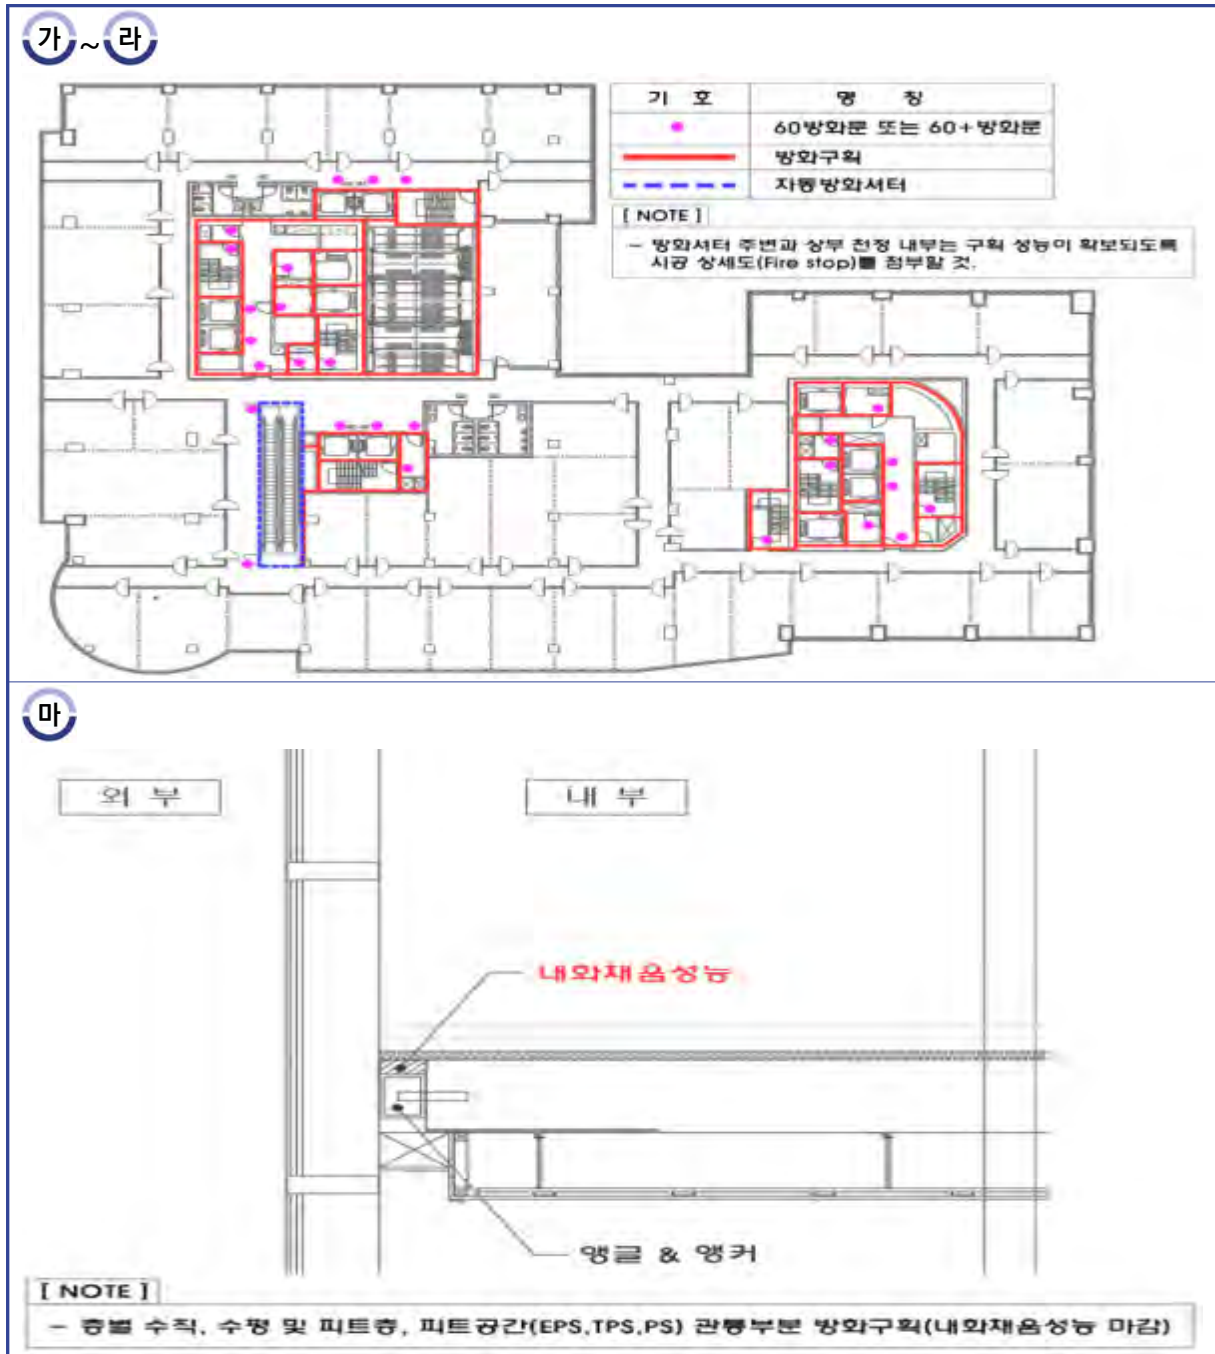 가 ~ 라
기 호 명 칭
60방화문 또는 60+방화문
방화구획
자동방화셔터
[ NOTE ]
- 방화셔터 주변과 상부 천정 내부는 구획 성능이 확보되도록
시공 상세도(Fire stop)를 첨부할 것.
마
외 부 내 부
내화채움성능
앵글 & 앵커
[ NOTE ]
- 층별 수직, 수평 및 피트층, 피트공간(EPS,TPS,PS) 관통부분 방화구획(내화채움성능 마감)